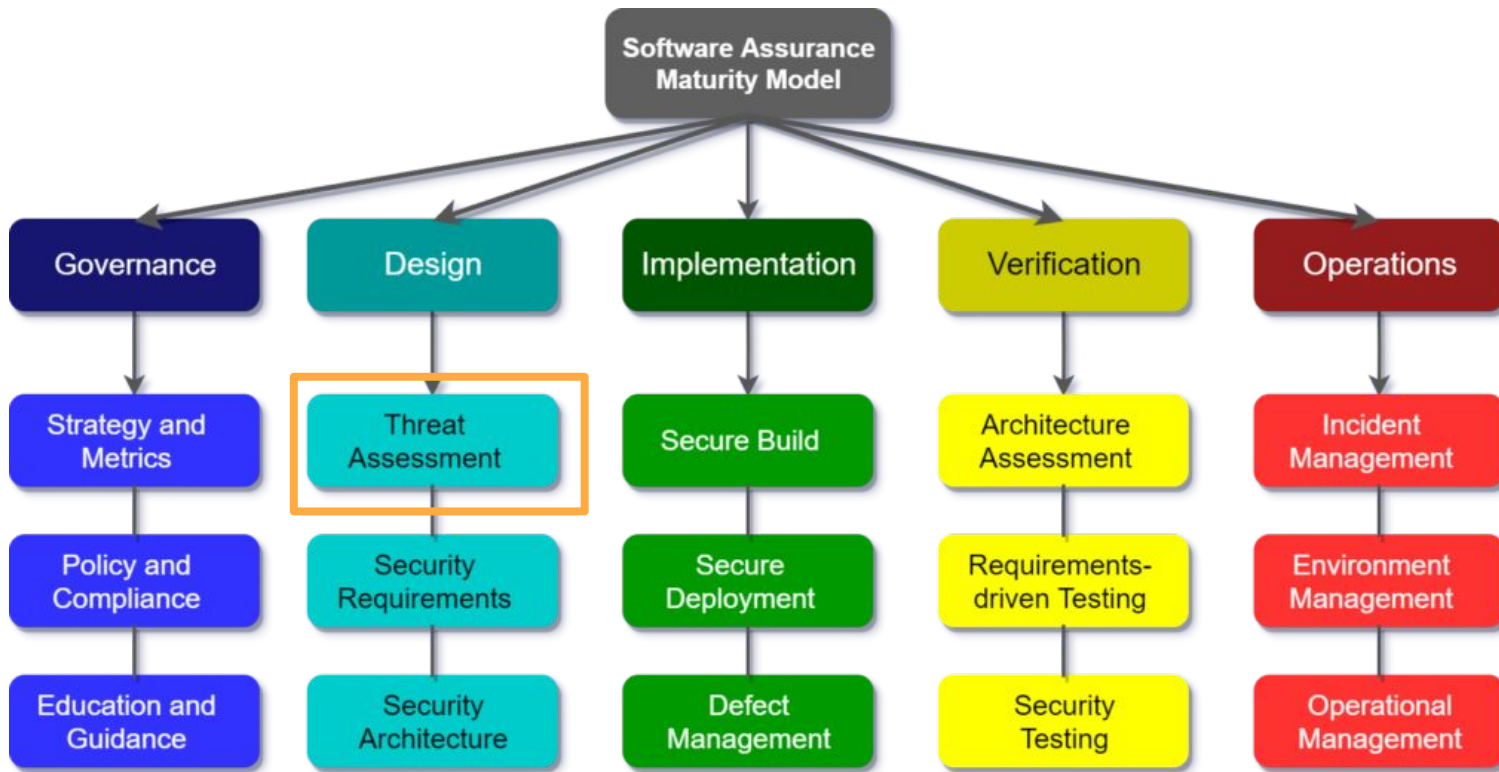 Software Assurance
Maturity Model
Governance
Design
Implementation
Verification
Operations
Strategy and
Metrics
Threat
Assessment
Secure Build
Architecture
Assessment
Incident
Management
Policy and
Compliance
Security
Requirements
Secure
Deployment
Requirements-
driven Testing
Environment
Management
Education and
Guidance
Security
Architecture
Defect
Management
Security
Testing
Operational
Management